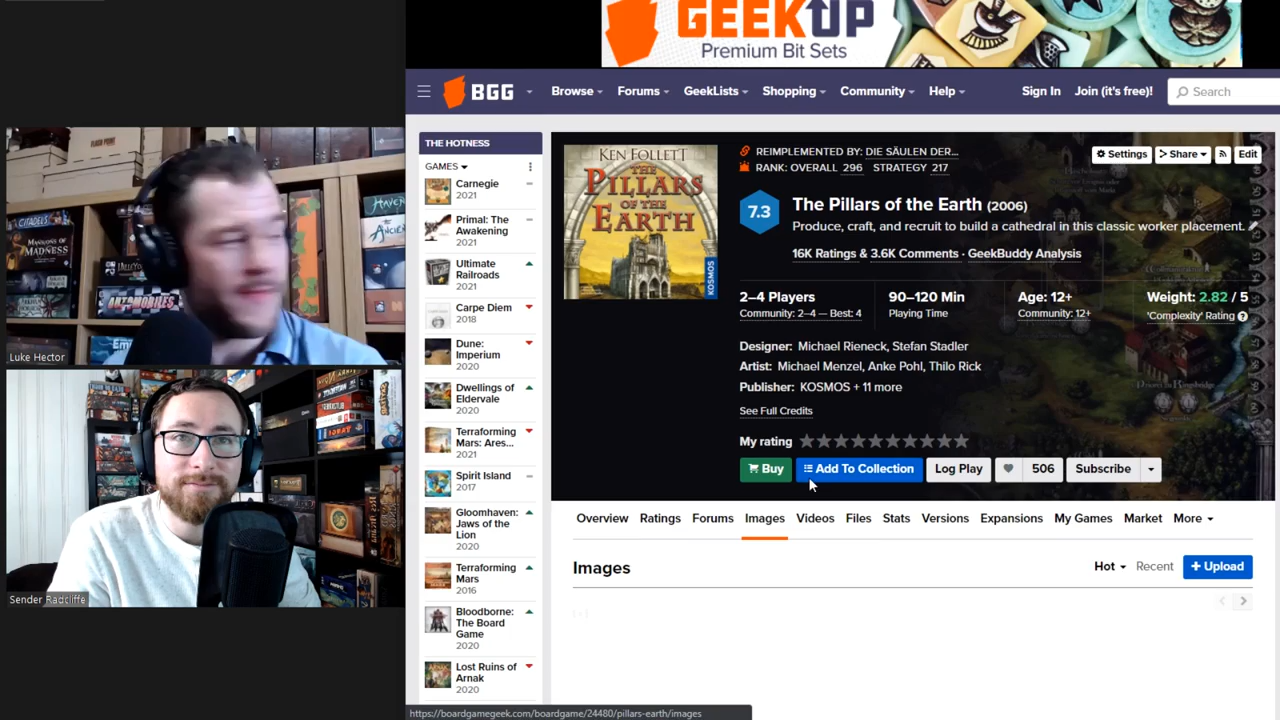 GEEKUP
Premium Bit Sets
BGG
Browse
Forums
GeekLists
Shopping
Community
Help
Sign In
Join (it's free!)
Search
THE HOTNESS
GAMES
Carnegie
2021
Primal: The
Awakening
2021
Ultimate
Railroads
2021
Carpe Diem
2018
Dune:
Imperium
2020
Dwellings of
Eldervale
2020
Terraforming
Mars: Ares...
2021
Spirit Island
2017
Gloomhaven:
Jaws of the
Lion
2020
Terraforming
Mars
2016
Bloodborne:
The Board
Game
2020
Lost Ruins of
Arnak
2020
KEN FOLLETT
THE
PILLARS
OF THE
EARTH
KOSMOS
REIMPLEMENTED BY: DIE SÄULEN DER...
RANK: OVERALL 296 STRATEGY 217
Settings
Share
Edit
7.3
The Pillars of the Earth (2006)
Produce, craft, and recruit to build a cathedral in this classic worker placement.
16K Ratings & 3.6K Comments · GeekBuddy Analysis
2–4 Players
Community: 2–4 — Best: 4
90–120 Min
Playing Time
Age: 12+
Community: 12+
Weight: 2.82 / 5
'Complexity' Rating
Designer: Michael Rieneck, Stefan Stadler
Artist: Michael Menzel, Anke Pohl, Thilo Rick
Publisher: KOSMOS + 11 more
See Full Credits
My rating
Buy
Add To Collection
Log Play
506
Subscribe
Overview
Ratings
Forums
Images
Videos
Files
Stats
Versions
Expansions
My Games
Market
More
Images
Hot
Recent
+ Upload
https://boardgamegeek.com/boardgame/24480/pillars-earth/images
CITADELS
MANSIONS OF
MADNESS
AUTOMOBILES
HAVEN
ANCIEN
Luke Hector
Sender Radcliffe